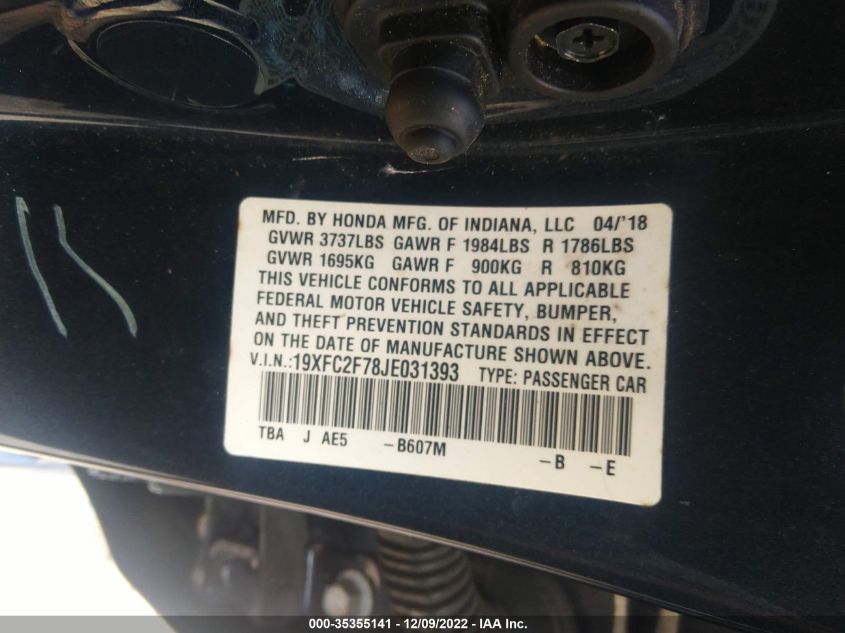 MFD. BY HONDA MFG. OF INDIANA, LLC 04/'18
GVWR 3737LBS GAWR F 1984LBS R 1786LBS
GVWR 1695KG GAWR F 900KG R 810KG
THIS VEHICLE CONFORMS TO ALL APPLICABLE
FEDERAL MOTOR VEHICLE SAFETY, BUMPER,
AND THEFT PREVENTION STANDARDS IN EFFECT
ON THE DATE OF MANUFACTURE SHOWN ABOVE.
V.I.N.:19XFC2F78JE031393 TYPE: PASSENGER CAR
TBA J AE5 –B607M –B –E
000-35355141 - 12/09/2022 - IAA Inc.